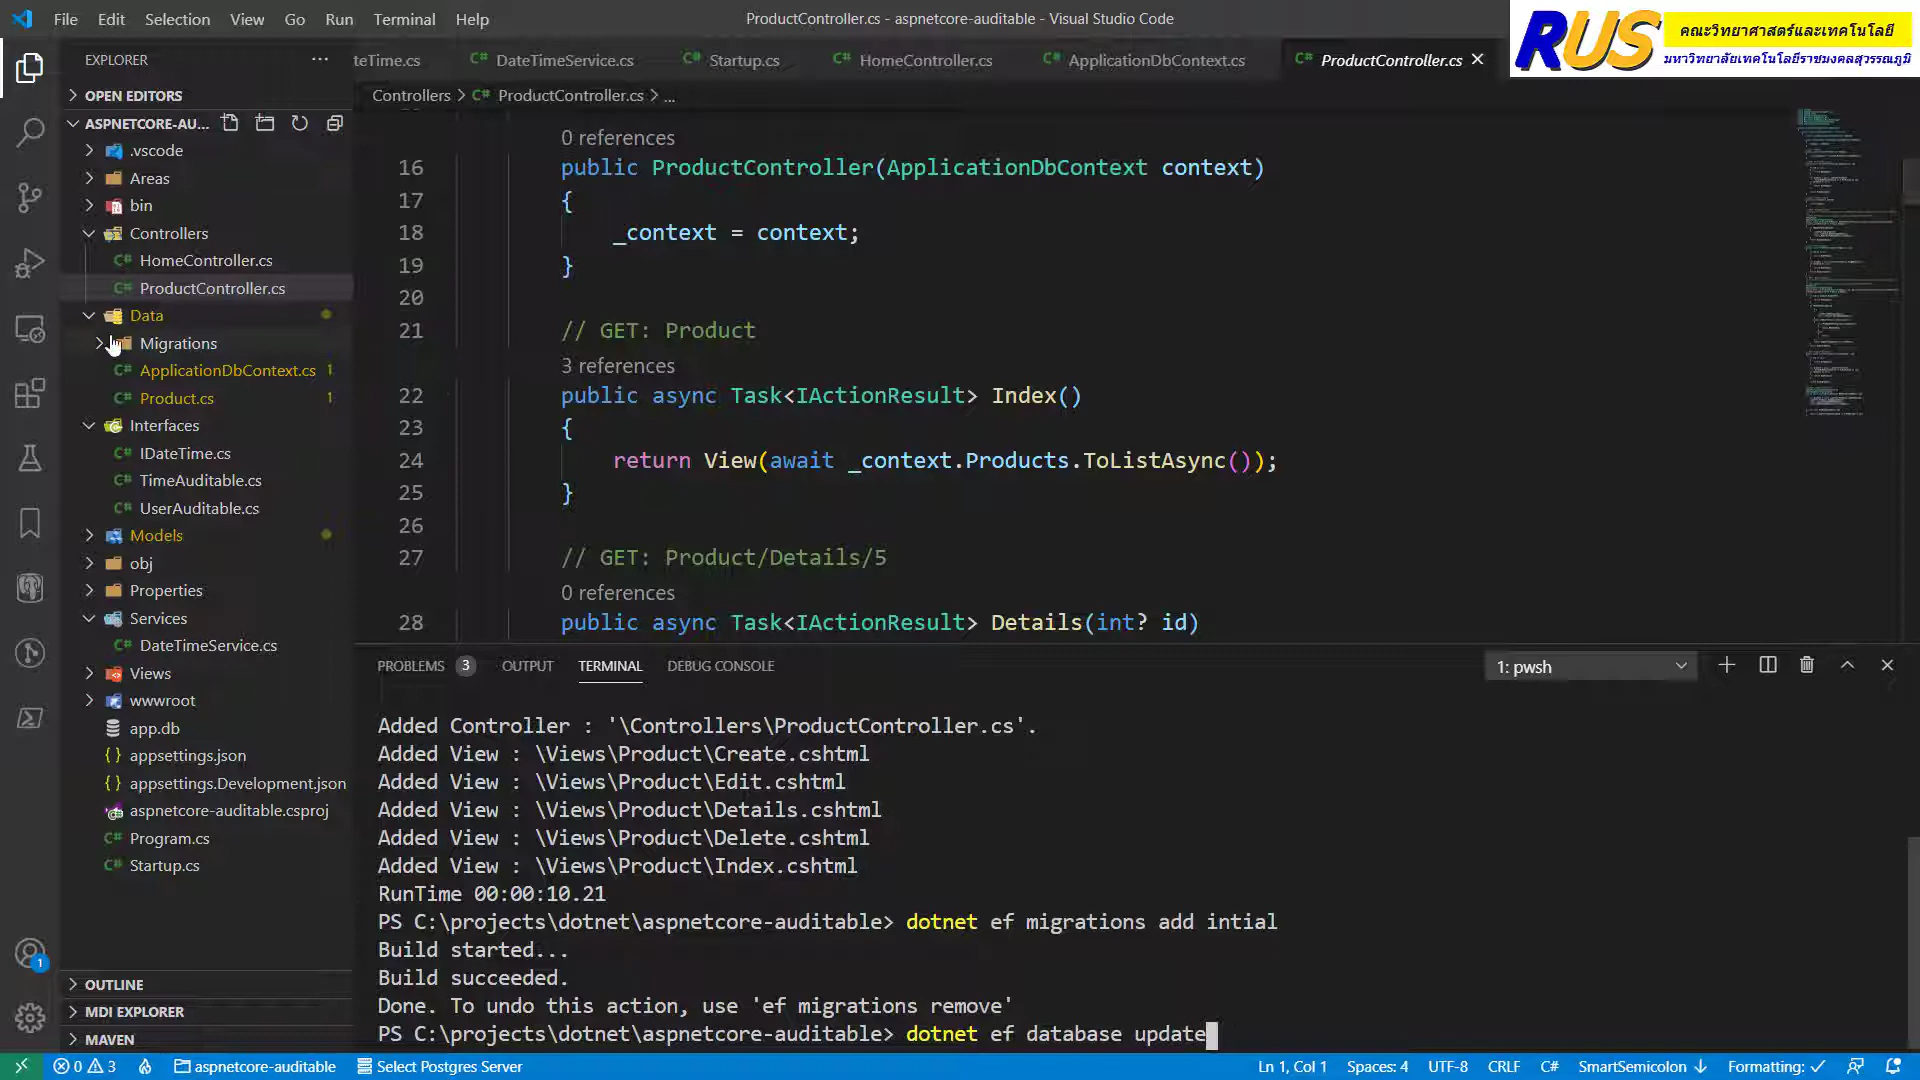 File Edit Selection View Go Run Terminal Help
ProductController.cs - aspnetcore-auditable - Visual Studio Code
RUS
คณะวิทยาศาสตร์และเทคโนโลยี
มหาวิทยาลัยเทคโนโลยีราชมงคลสุวรรณภูมิ
EXPLORER
teTime.cs
C# DateTimeService.cs
C# Startup.cs
C# HomeController.cs
C# ApplicationDbContext.cs
C# ProductController.cs
OPEN EDITORS
Controllers > C# ProductController.cs > ...
ASPNETCORE-AU...
.vscode
Areas
bin
Controllers
C# HomeController.cs
C# ProductController.cs
Data
Migrations
C# ApplicationDbContext.cs 1
C# Product.cs 1
Interfaces
C# IDateTime.cs
C# TimeAuditable.cs
C# UserAuditable.cs
Models
obj
Properties
Services
C# DateTimeService.cs
Views
wwwroot
app.db
{ } appsettings.json
{ } appsettings.Development.json
aspnetcore-auditable.csproj
C# Program.cs
C# Startup.cs
OUTLINE
MDI EXPLORER
MAVEN
1
0 references
16 public ProductController(ApplicationDbContext context)
17 {
18 _context = context;
19 }
20
21 // GET: Product
3 references
22 public async Task<IActionResult> Index()
23 {
24 return View(await _context.Products.ToListAsync());
25 }
26
27 // GET: Product/Details/5
0 references
28 public async Task<IActionResult> Details(int? id)
PROBLEMS 3 OUTPUT TERMINAL DEBUG CONSOLE
1: pwsh
Added Controller : '\Controllers\ProductController.cs'.
Added View : \Views\Product\Create.cshtml
Added View : \Views\Product\Edit.cshtml
Added View : \Views\Product\Details.cshtml
Added View : \Views\Product\Delete.cshtml
Added View : \Views\Product\Index.cshtml
RunTime 00:00:10.21
PS C:\projects\dotnet\aspnetcore-auditable> dotnet ef migrations add intial
Build started...
Build succeeded.
Done. To undo this action, use 'ef migrations remove'
PS C:\projects\dotnet\aspnetcore-auditable> dotnet ef database update
0 3 aspnetcore-auditable Select Postgres Server
Ln 1, Col 1 Spaces: 4 UTF-8 CRLF C# SmartSemicolon ↓ Formatting: ✓